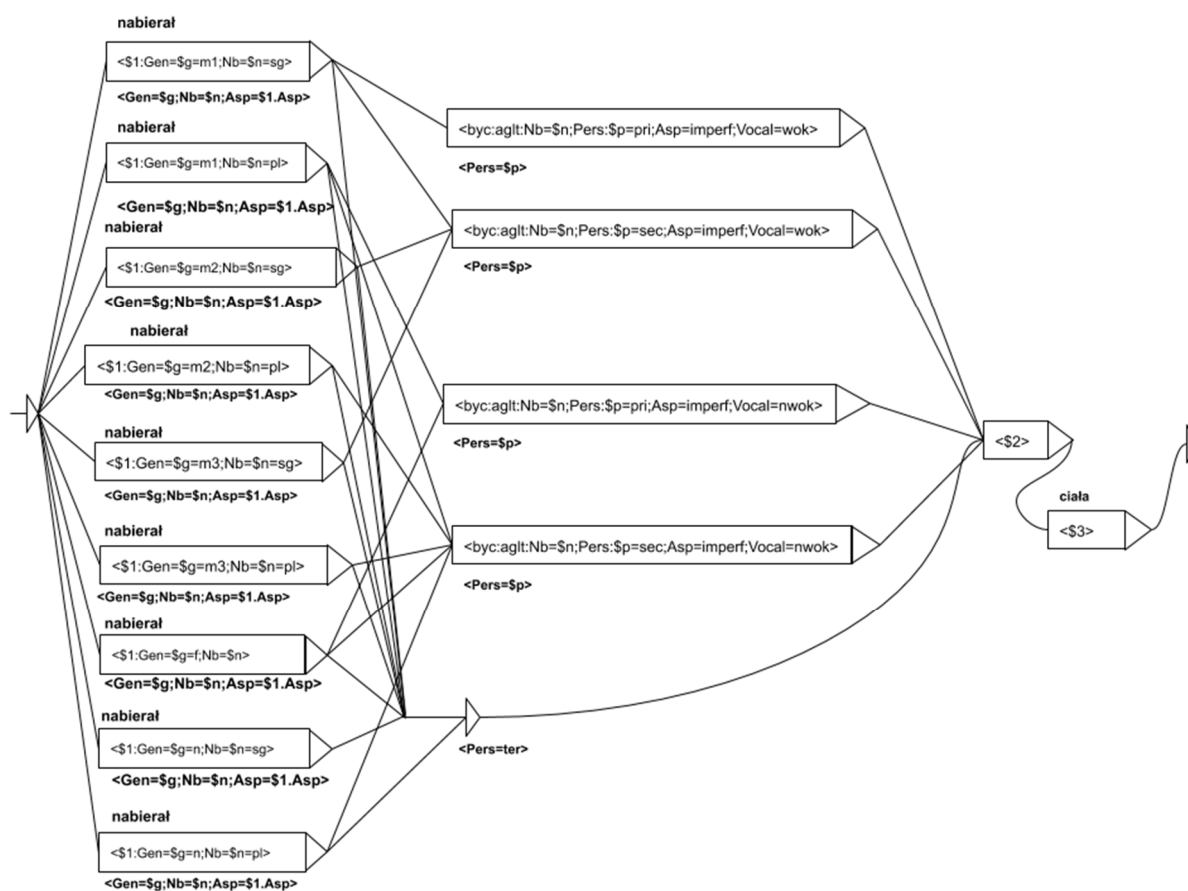 nabierał
<$1:Gen=$g=m1;Nb=$n=sg>
<Gen=$g;Nb=$n;Asp=$1.Asp>
nabierał
<$1:Gen=$g=m1;Nb=$n=pl>
<Gen=$g;Nb=$n;Asp=$1.Asp>
nabierał
<$1:Gen=$g=m2;Nb=$n=sg>
<Gen=$g;Nb=$n;Asp=$1.Asp>
nabierał
<$1:Gen=$g=m2;Nb=$n=pl>
<Gen=$g;Nb=$n;Asp=$1.Asp>
nabierał
<$1:Gen=$g=m3;Nb=$n=sg>
<Gen=$g;Nb=$n;Asp=$1.Asp>
nabierał
<$1:Gen=$g=m3;Nb=$n=pl>
<Gen=$g;Nb=$n;Asp=$1.Asp>
nabierał
<$1:Gen=$g=f;Nb=$n>
<Gen=$g;Nb=$n;Asp=$1.Asp>
nabierał
<$1:Gen=$g=n;Nb=$n=sg>
<Gen=$g;Nb=$n;Asp=$1.Asp>
nabierał
<$1:Gen=$g=n;Nb=$n=pl>
<Gen=$g;Nb=$n;Asp=$1.Asp>
<byc:aglt:Nb=$n;Pers:$p=pri;Asp=imperf;Vocal=wok>
<Pers=$p>
<byc:aglt:Nb=$n;Pers:$p=sec;Asp=imperf;Vocal=wok>
<Pers=$p>
<byc:aglt:Nb=$n;Pers:$p=pri;Asp=imperf;Vocal=nwok>
<Pers=$p>
<byc:aglt:Nb=$n;Pers:$p=sec;Asp=imperf;Vocal=nwok>
<Pers=$p>
<Pers=ter>
<$2>
ciała
<$3>